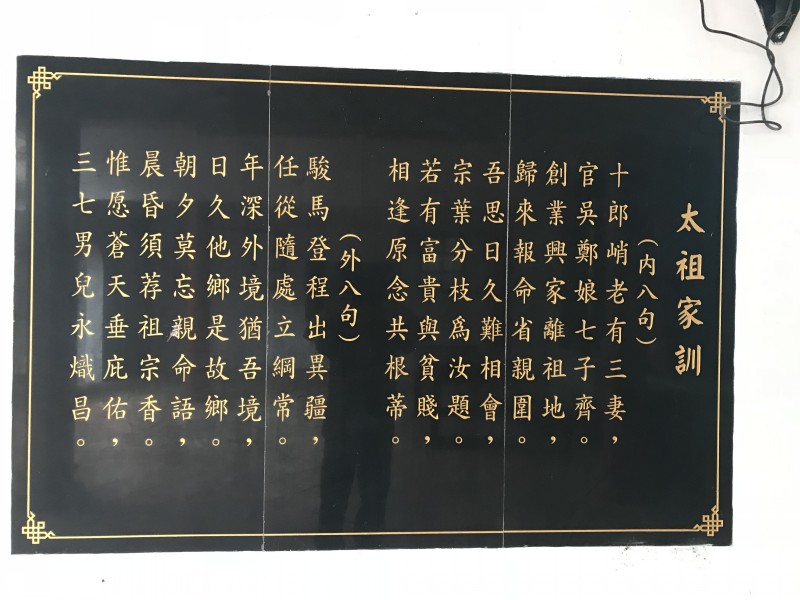 太祖家訓
（内八句）
十郎峭老有三妻，
官吳鄭娘七子齊。
創業興家離祖地，
歸來報命省親圍。
吾思日久難相會，
宗葉分枝爲汝題。
若有富貴與貧賤，
相逢原念共根蒂。
（外八句）
駿馬登程出異疆，
任從隨處立綱常。
年深外境猶吾境，
日久他鄉是故鄉。
朝夕莫忘親命語，
晨昏須荐祖宗香。
惟愿蒼天垂庇佑，
三七男兒永熾昌。